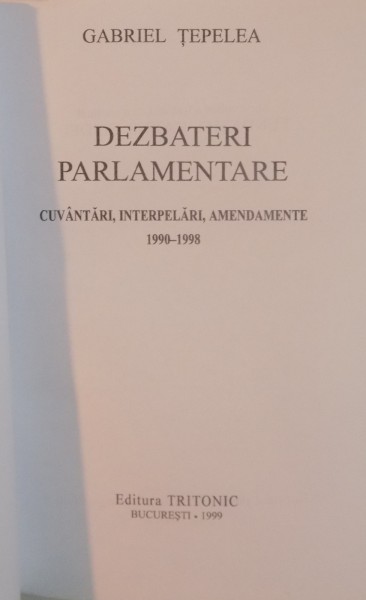 GABRIEL ȚEPELEA
DEZBATERI
PARLAMENTARE
CUVÂNTĂRI, INTERPELĂRI, AMENDAMENTE
1990–1998
Editura TRITONIC
BUCUREȘTI • 1999